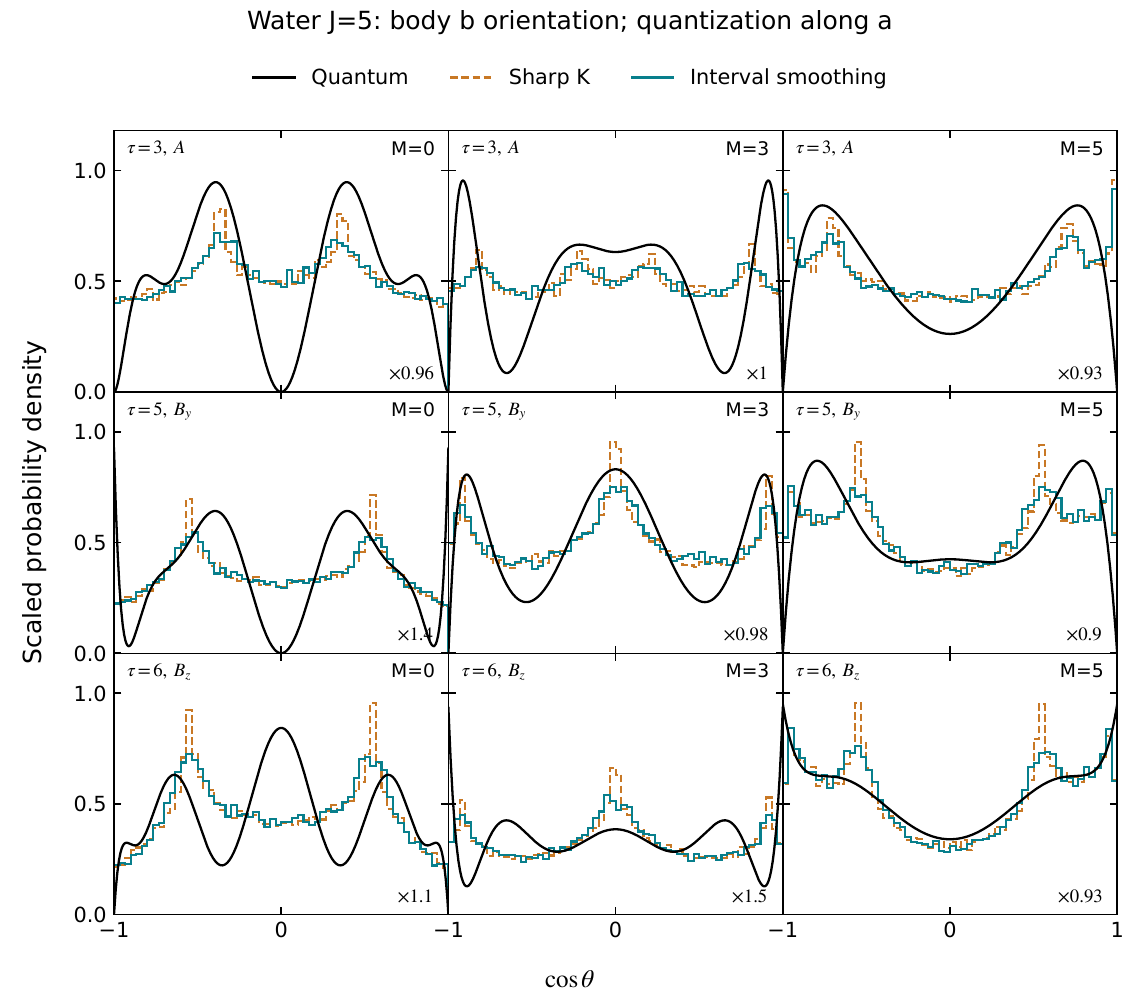 Water J=5: body b orientation; quantization along a
Quantum Sharp K Interval smoothing
Scaled probability density
τ=3, A M=0 τ=3, A M=3 τ=3, A M=5
1.0
0.5
×0.96 ×1 ×0.93
0.0
τ=5, B_y M=0 τ=5, B_y M=3 τ=5, B_y M=5
1.0
0.5
×1.4 ×0.98 ×0.9
0.0
τ=6, B_z M=0 τ=6, B_z M=3 τ=6, B_z M=5
1.0
0.5
×1.1 ×1.5 ×0.93
0.0
−1 0 −1 0 −1 0 1
cos θ